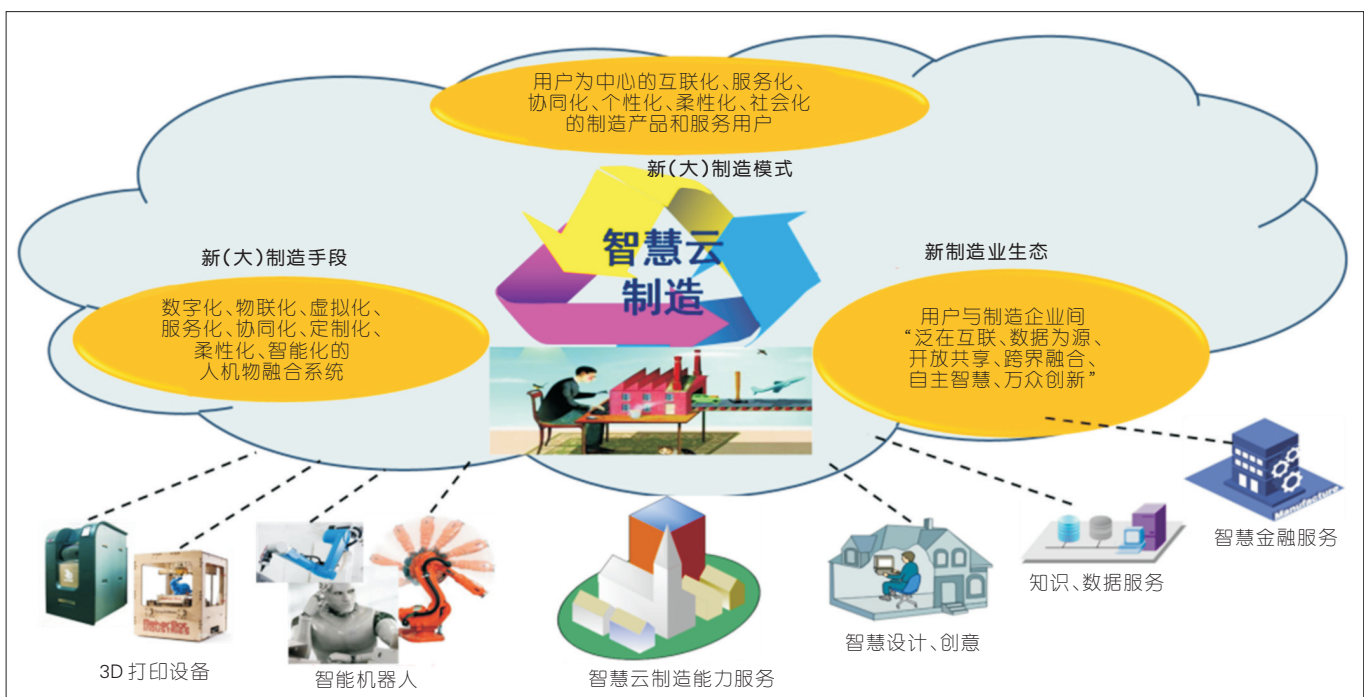 用户为中心的互联化、服务化、
协同化、个性化、柔性化、社会化
的制造产品和服务用户
新(大)制造模式
智慧云
制造
新(大)制造手段
数字化、物联化、虚拟化、
服务化、协同化、定制化、
柔性化、智能化的
人机物融合系统
新制造业生态
用户与制造企业间
“泛在互联、数据为源、
开放共享、跨界融合、
自主智慧、万众创新”
Manufacture
智慧金融服务
知识、数据服务
智慧设计、创意
智慧云制造能力服务
智能机器人
3D 打印设备